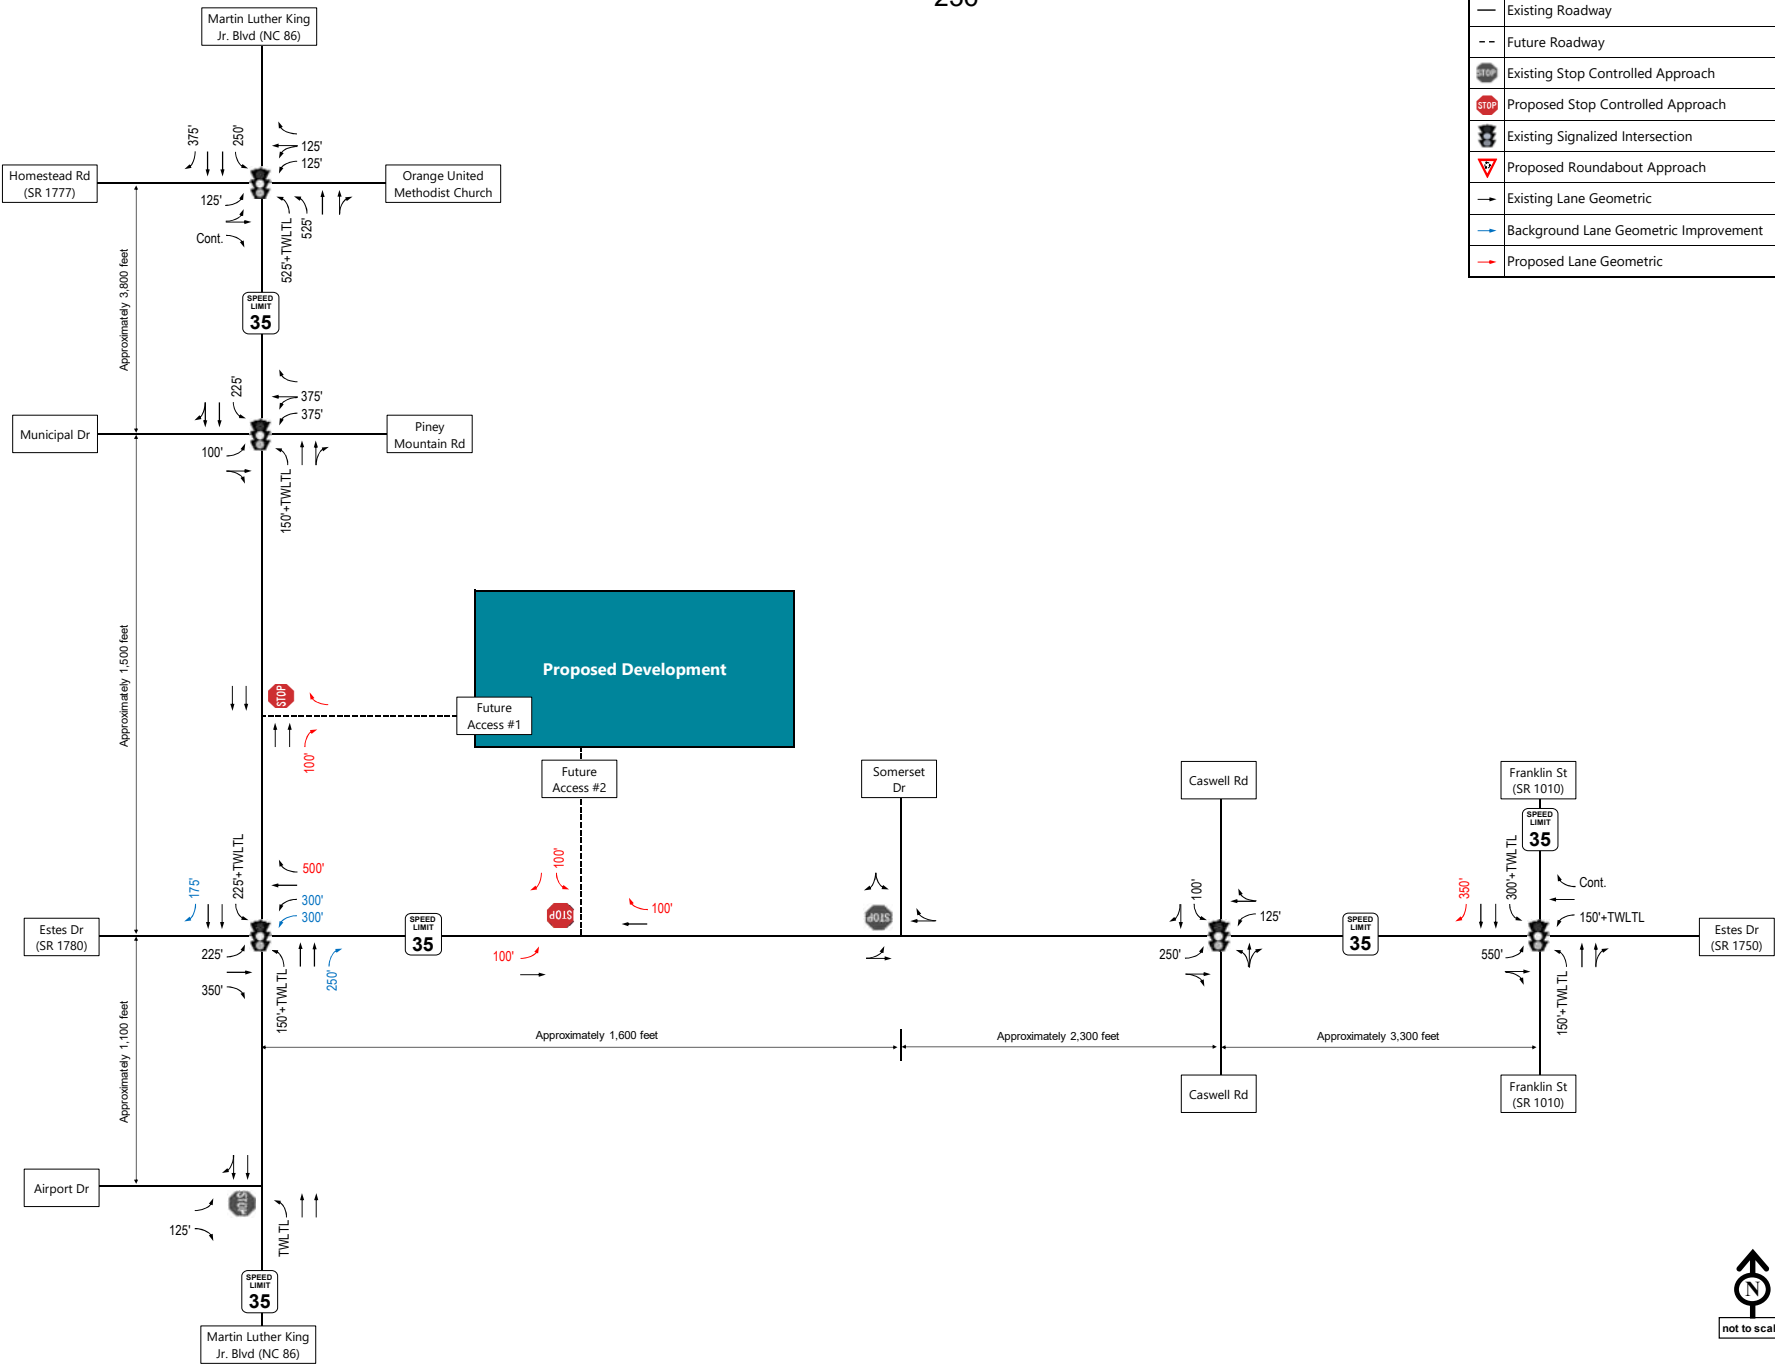 250
Existing Roadway
Future Roadway
STOP Existing Stop Controlled Approach
STOP Proposed Stop Controlled Approach
Existing Signalized Intersection
Proposed Roundabout Approach
Existing Lane Geometric
Background Lane Geometric Improvement
Proposed Lane Geometric
Martin Luther King
Jr. Blvd (NC 86)
375'
250'
125'
125'
Homestead Rd
(SR 1777)
Orange United
Methodist Church
125'
Cont.
525'+TWLTL
525'
Approximately 3,800 feet
SPEED
LIMIT
35
225'
375'
375'
Municipal Dr
Piney
Mountain Rd
100'
150'+TWLTL
Approximately 1,500 feet
Proposed Development
STOP
Future
Access #1
100'
Future
Access #2
Somerset
Dr
Caswell Rd
Franklin St
(SR 1010)
SPEED
LIMIT
35
175'
225'+TWLTL
500'
300'
300'
100'
STOP
100'
STOP
100'
125'
350'
300'+TWLTL
Cont.
150'+TWLTL
Estes Dr
(SR 1780)
SPEED
LIMIT
35
SPEED
LIMIT
35
Estes Dr
(SR 1750)
225'
350'
150'+TWLTL
250'
100'
250'
550'
150'+TWLTL
Approximately 1,600 feet
Approximately 2,300 feet
Approximately 3,300 feet
Approximately 1,100 feet
Caswell Rd
Franklin St
(SR 1010)
Airport Dr
STOP
125'
TWLTL
SPEED
LIMIT
35
Martin Luther King
Jr. Blvd (NC 86)
N
not to scal